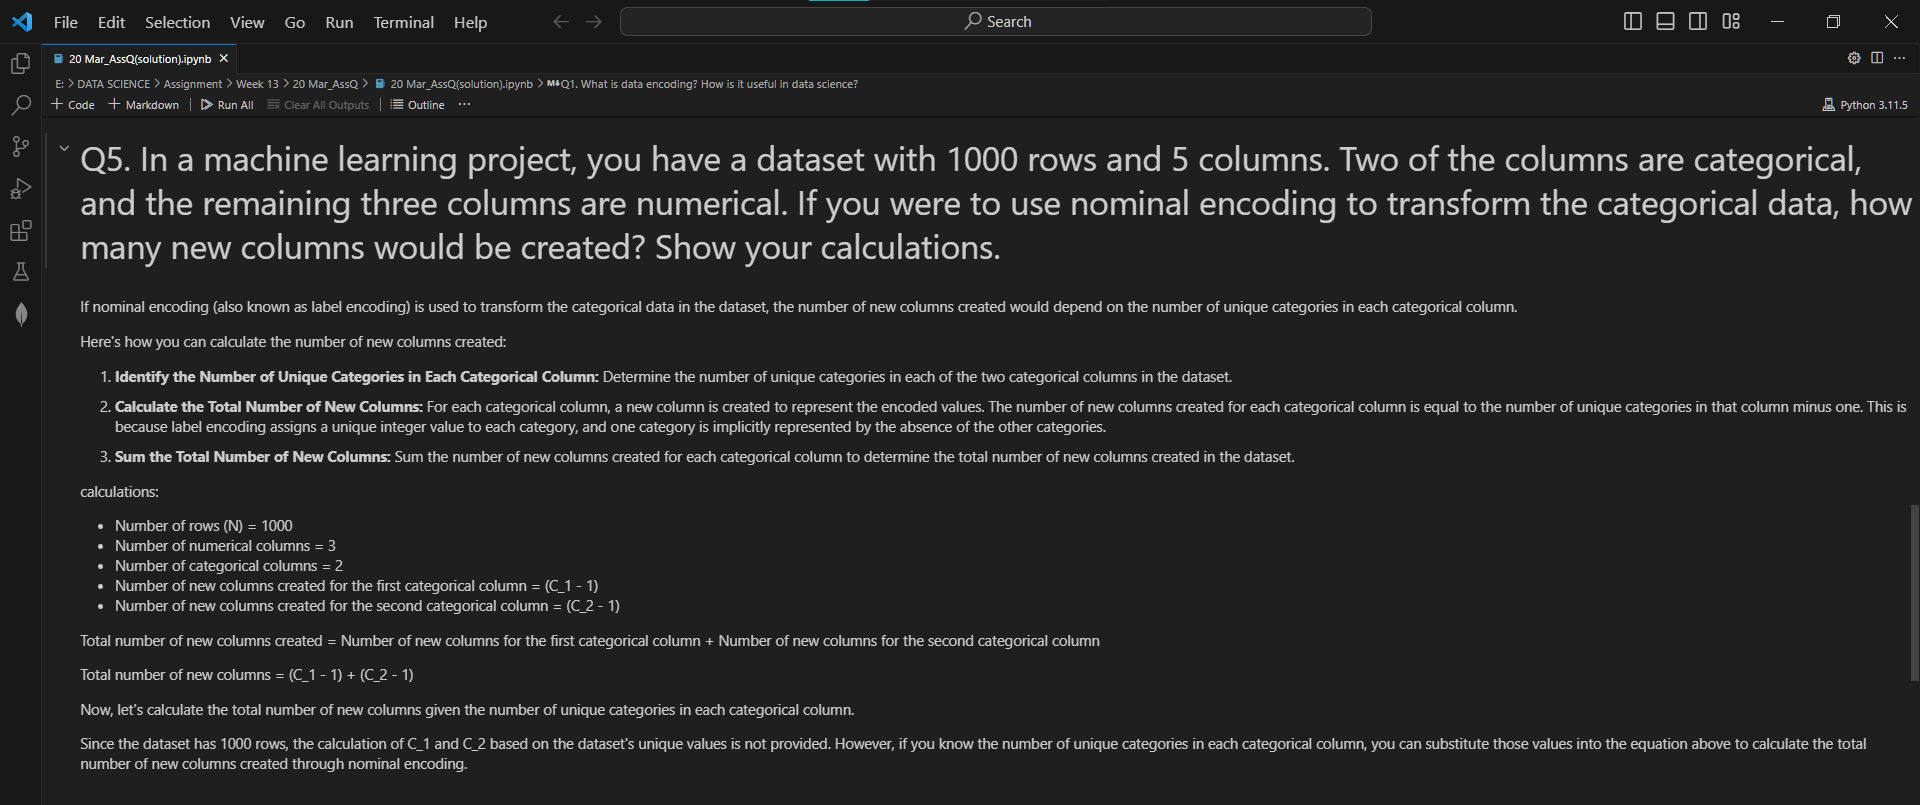 File Edit Selection View Go Run Terminal Help
Search
20 Mar_AssQ(solution).ipynb
E: > DATA SCIENCE > Assignment > Week 13 > 20 Mar_AssQ > 20 Mar_AssQ(solution).ipynb > M↓Q1. What is data encoding? How is it useful in data science?
+ Code + Markdown | Run All Clear All Outputs | Outline ···
Python 3.11.5
Q5. In a machine learning project, you have a dataset with 1000 rows and 5 columns. Two of the columns are categorical,
and the remaining three columns are numerical. If you were to use nominal encoding to transform the categorical data, how
many new columns would be created? Show your calculations.
If nominal encoding (also known as label encoding) is used to transform the categorical data in the dataset, the number of new columns created would depend on the number of unique categories in each categorical column.
Here's how you can calculate the number of new columns created:
1. Identify the Number of Unique Categories in Each Categorical Column: Determine the number of unique categories in each of the two categorical columns in the dataset.
2. Calculate the Total Number of New Columns: For each categorical column, a new column is created to represent the encoded values. The number of new columns created for each categorical column is equal to the number of unique categories in that column minus one. This is
because label encoding assigns a unique integer value to each category, and one category is implicitly represented by the absence of the other categories.
3. Sum the Total Number of New Columns: Sum the number of new columns created for each categorical column to determine the total number of new columns created in the dataset.
calculations:
• Number of rows (N) = 1000
• Number of numerical columns = 3
• Number of categorical columns = 2
• Number of new columns created for the first categorical column = (C_1 - 1)
• Number of new columns created for the second categorical column = (C_2 - 1)
Total number of new columns created = Number of new columns for the first categorical column + Number of new columns for the second categorical column
Total number of new columns = (C_1 - 1) + (C_2 - 1)
Now, let's calculate the total number of new columns given the number of unique categories in each categorical column.
Since the dataset has 1000 rows, the calculation of C_1 and C_2 based on the dataset's unique values is not provided. However, if you know the number of unique categories in each categorical column, you can substitute those values into the equation above to calculate the total
number of new columns created through nominal encoding.